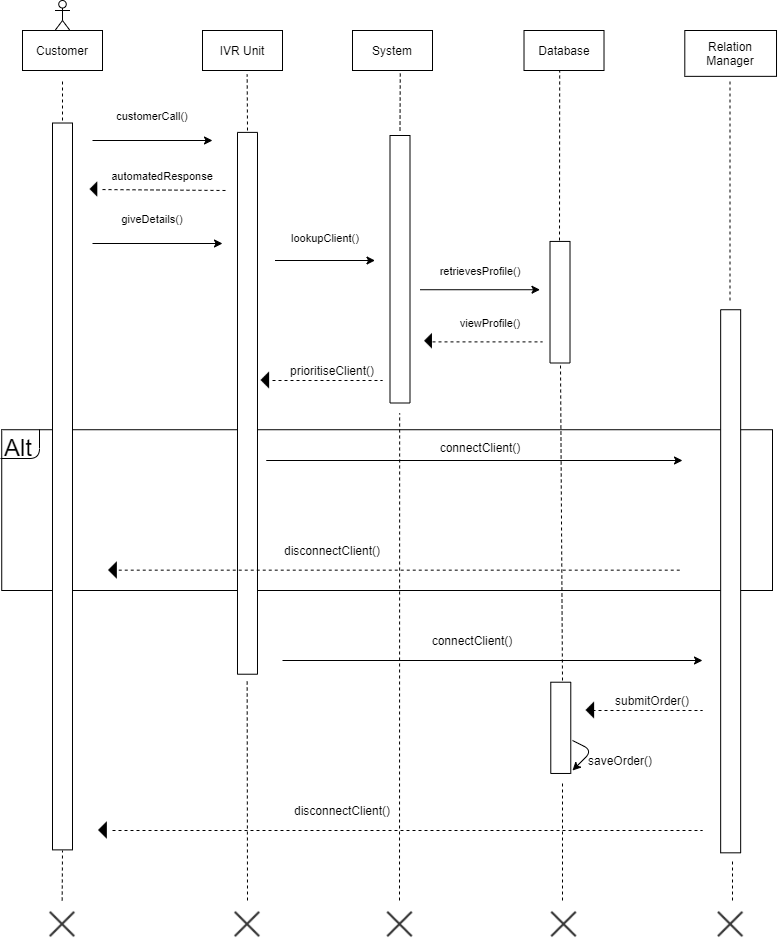 Customer
IVR Unit
System
Database
Relation
Manager
customerCall()
automatedResponse
giveDetails()
lookupClient()
retrievesProfile()
viewProfile()
prioritiseClient()
Alt
connectClient()
disconnectClient()
connectClient()
submitOrder()
saveOrder()
disconnectClient()